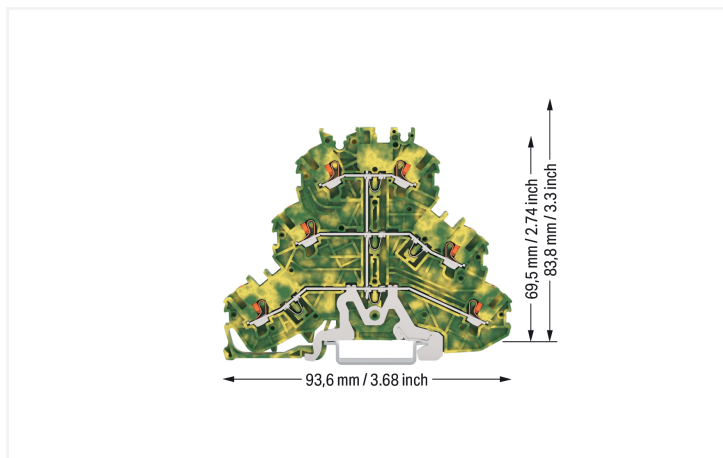 69,5 mm / 2.74 inch
83,8 mm / 3.3 inch
93,6 mm / 3.68 inch